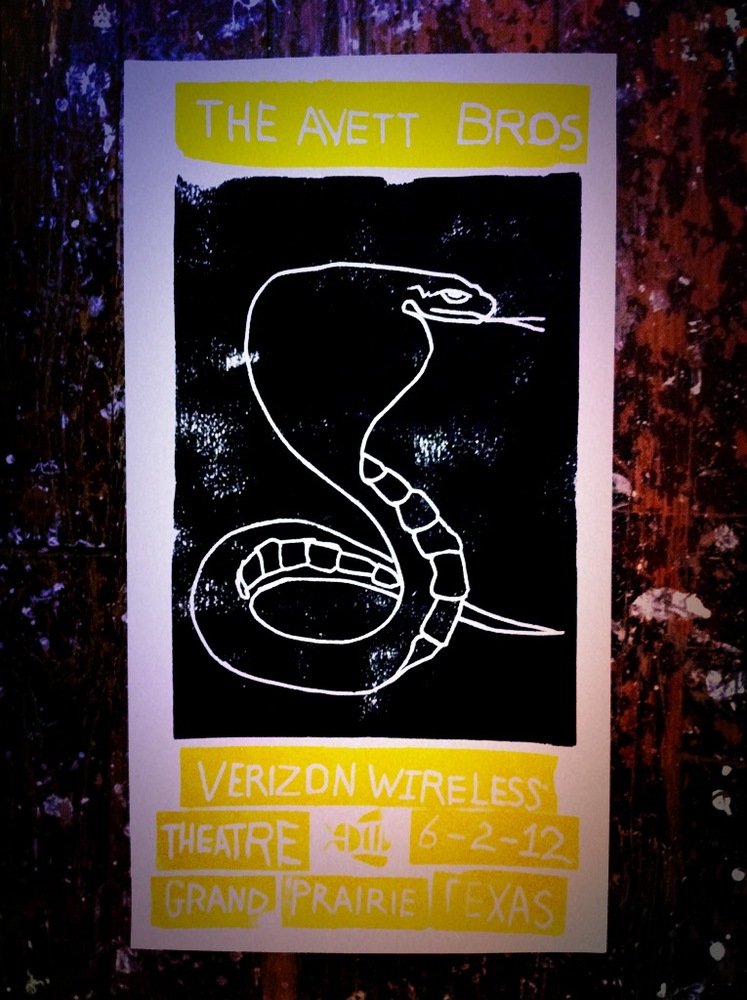 THE AVETT BROS
VERIZON WIRELESS
THEATRE 6-2-12
GRAND PRAIRIE TEXAS